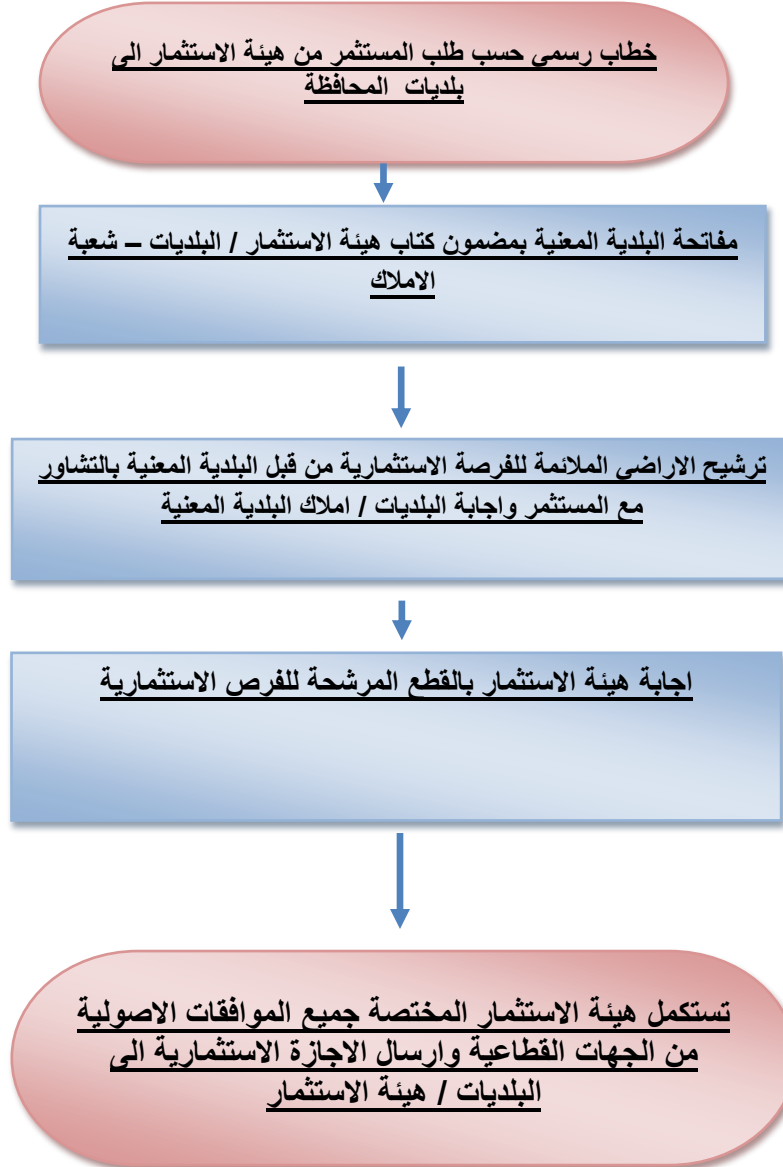 خطاب رسمي حسب طلب المستثمر من هيئة الاستثمار الى
بلديات المحافظة
مفاتحة البلدية المعنية بمضمون كتاب هيئة الاستثمار / البلديات – شعبة
الاملاك
ترشيح الاراضي الملائمة للفرصة الاستثمارية من قبل البلدية المعنية بالتشاور
مع المستثمر واجابة البلديات / املاك البلدية المعنية
اجابة هيئة الاستثمار بالقطع المرشحة للفرص الاستثمارية
تستكمل هيئة الاستثمار المختصة جميع الموافقات الاصولية
من الجهات القطاعية وارسال الاجازة الاستثمارية الى
البلديات / هيئة الاستثمار